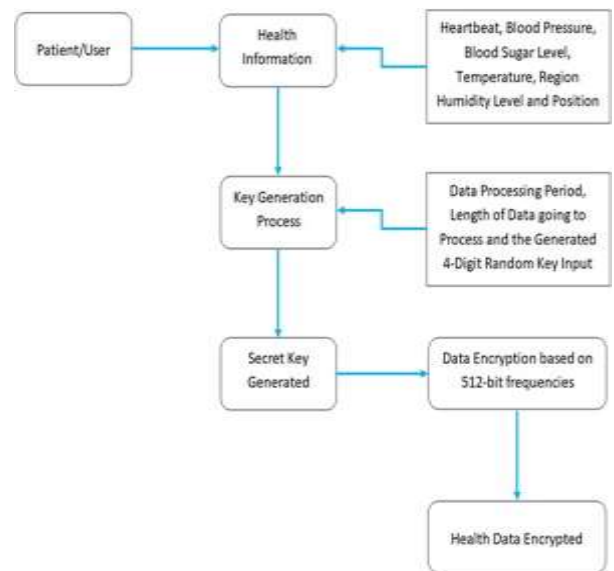 Patient/User
Health
Information
Heartbeat, Blood Pressure,
Blood Sugar Level,
Temperature, Region
Humidity Level and Position
Key Generation
Process
Data Processing Period,
Length of Data going to
Process and the Generated
4-Digit Random Key Input
Secret Key
Generated
Data Encryption based on
512-bit frequencies
Health Data Encrypted